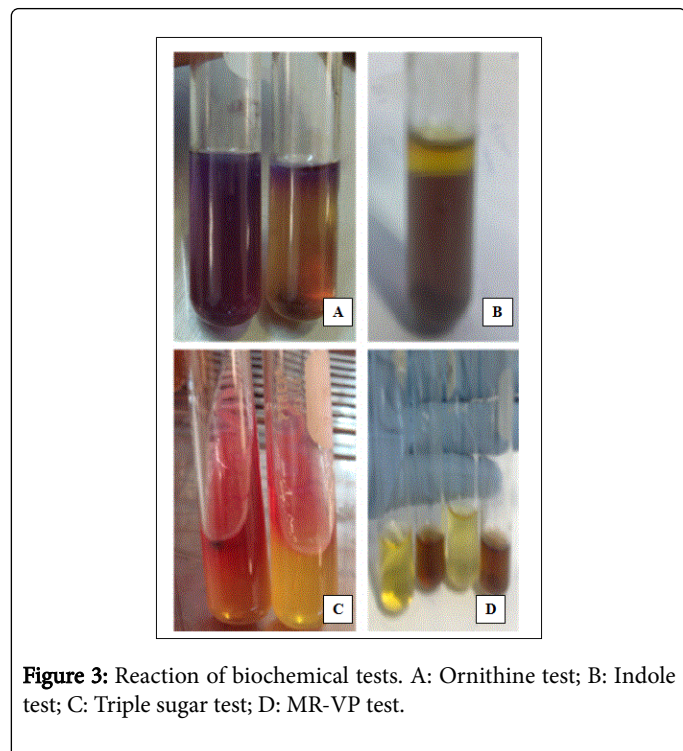 A
B
C
D
Figure 3: Reaction of biochemical tests. A: Ornithine test; B: Indole
test; C: Triple sugar test; D: MR-VP test.